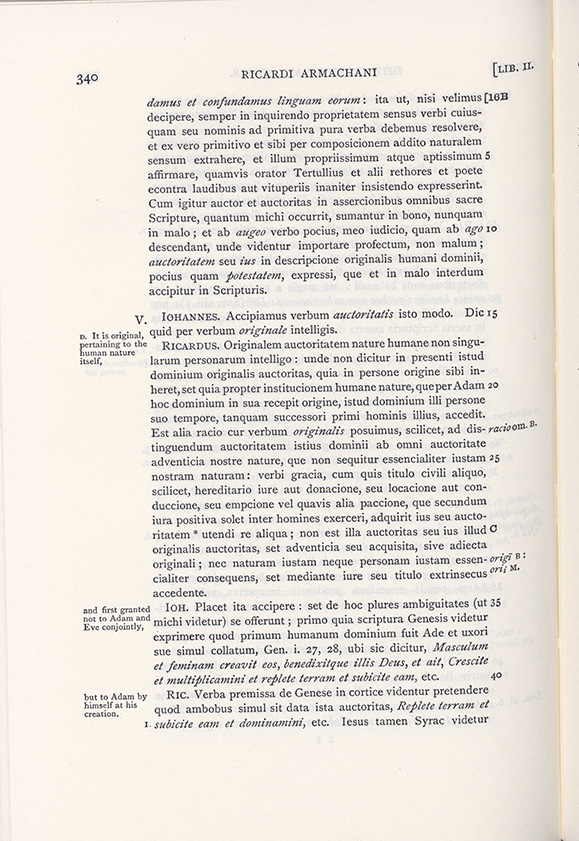 340 RICARDI ARMACHANI [LIB. II.
damus et confundamus linguam eorum: ita ut, nisi velimus [16B
decipere, semper in inquirendo proprietatem sensus verbi cuius-
quam seu nominis ad primitiva pura verba debemus resolvere,
et ex vero primitivo et sibi per composicionem addito naturalem
sensum extrahere, et illum propriissimum atque aptissimum 5
affirmare, quamvis orator Tertullius et alii rethores et poete
econtra laudibus aut vituperiis inaniter insistendo expresserint.
Cum igitur auctor et auctoritas in assercionibus omnibus sacre
Scripture, quantum michi occurrit, sumantur in bono, nunquam
in malo; et ab augeo verbo pocius, meo iudicio, quam ab ago 10
descendant, unde videntur importare profectum, non malum;
auctoritatem seu ius in descripcione originalis humani dominii,
pocius quam potestatem, expressi, que et in malo interdum
accipitur in Scripturis.
V. IOHANNES. Accipiamus verbum auctoritatis isto modo. Dic 15
quid per verbum originale intelligis.
D. It is original,
pertaining to the
human nature
itself,
RICARDUS. Originalem auctoritatem nature humane non singu-
larum personarum intelligo: unde non dicitur in presenti istud
dominium originalis auctoritas, quia in persone origine sibi in-
heret, set quia propter institucionem humane nature, que per Adam 20
hoc dominium in sua recepit origine, istud dominium illi persone
suo tempore, tanquam successori primi hominis illius, accedit.
Est alia racio cur verbum originalis posuimus, scilicet, ad dis- racio om. B.
tinguendum auctoritatem istius dominii ab omni auctoritate
adventicia nostre nature, que non sequitur essencialiter iustam 25
nostram naturam: verbi gracia, cum quis titulo civili aliquo,
scilicet, hereditario iure aut donacione, seu locacione aut con-
duccione, seu empcione vel quavis alia paccione, que secundum
iura positiva solet inter homines exerceri, adquirit ius seu aucto-
ritatem * utendi re aliqua; non est illa auctoritas seu ius illud C
originalis auctoritas, set adventicia seu acquisita, sive adiecta
originali; nec naturam iustam neque personam iustam essen- origī B:
cialiter consequens, set mediante iure seu titulo extrinsecus orī M.
accedente.
and first granted
not to Adam and
Eve conjointly,
IOH. Placet ita accipere: set de hoc plures ambiguitates (ut 35
michi videtur) se offerunt; primo quia scriptura Genesis videtur
exprimere quod primum humanum dominium fuit Ade et uxori
sue simul collatum, Gen. i. 27, 28, ubi sic dicitur, Masculum
et feminam creavit eos, benedixitque illis Deus, et ait, Crescite
et multiplicamini et replete terram et subicite eam, etc. 40
but to Adam by
himself at his
creation.
RIC. Verba premissa de Genese in cortice videntur pretendere
quod ambobus simul sit data ista auctoritas, Replete terram et
1. subicite eam et dominamini, etc. Iesus tamen Syrac videtur